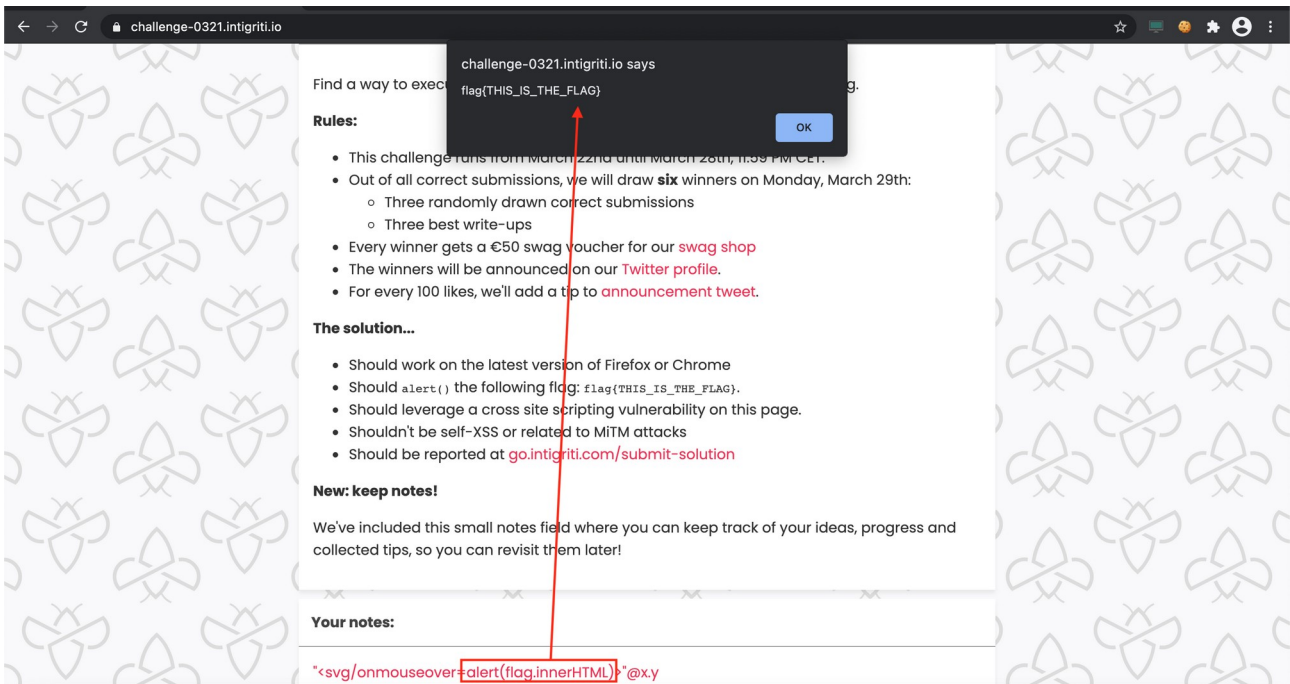 challenge-0321.intigriti.io
challenge-0321.intigriti.io says
flag{THIS_IS_THE_FLAG}
OK
Find a way to execu g.
Rules:
• This challenge runs from March 22nd until March 28th, 11:59 PM CET.
• Out of all correct submissions, we will draw six winners on Monday, March 29th:
◦ Three randomly drawn correct submissions
◦ Three best write-ups
• Every winner gets a €50 swag voucher for our swag shop
• The winners will be announced on our Twitter profile.
• For every 100 likes, we'll add a tip to announcement tweet.
The solution...
• Should work on the latest version of Firefox or Chrome
• Should alert() the following flag: flag{THIS_IS_THE_FLAG}.
• Should leverage a cross site scripting vulnerability on this page.
• Shouldn't be self-XSS or related to MiTM attacks
• Should be reported at go.intigriti.com/submit-solution
New: keep notes!
We've included this small notes field where you can keep track of your ideas, progress and
collected tips, so you can revisit them later!
Your notes:
"<svg/onmouseover=alert(flag.innerHTML)>"@x.y